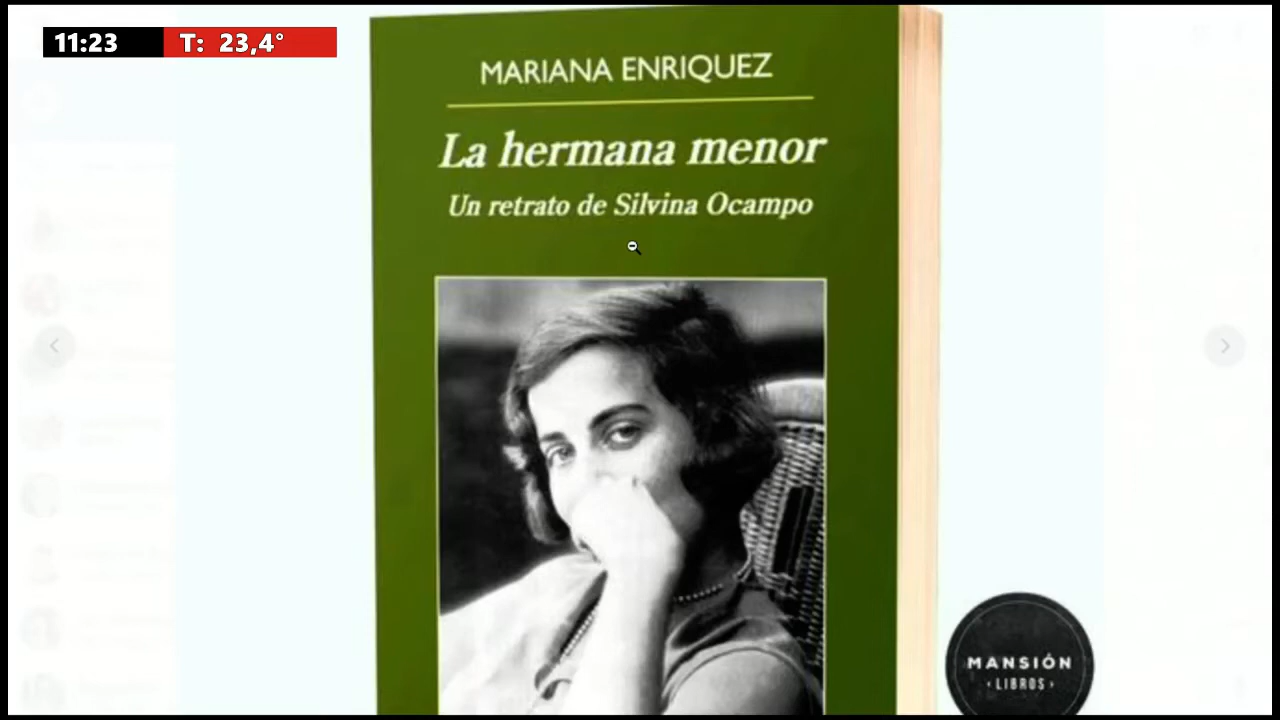 11:23 T: 23,4°
MARIANA ENRIQUEZ
La hermana menor
Un retrato de Silvina Ocampo
MANSIÓN
LIBROS